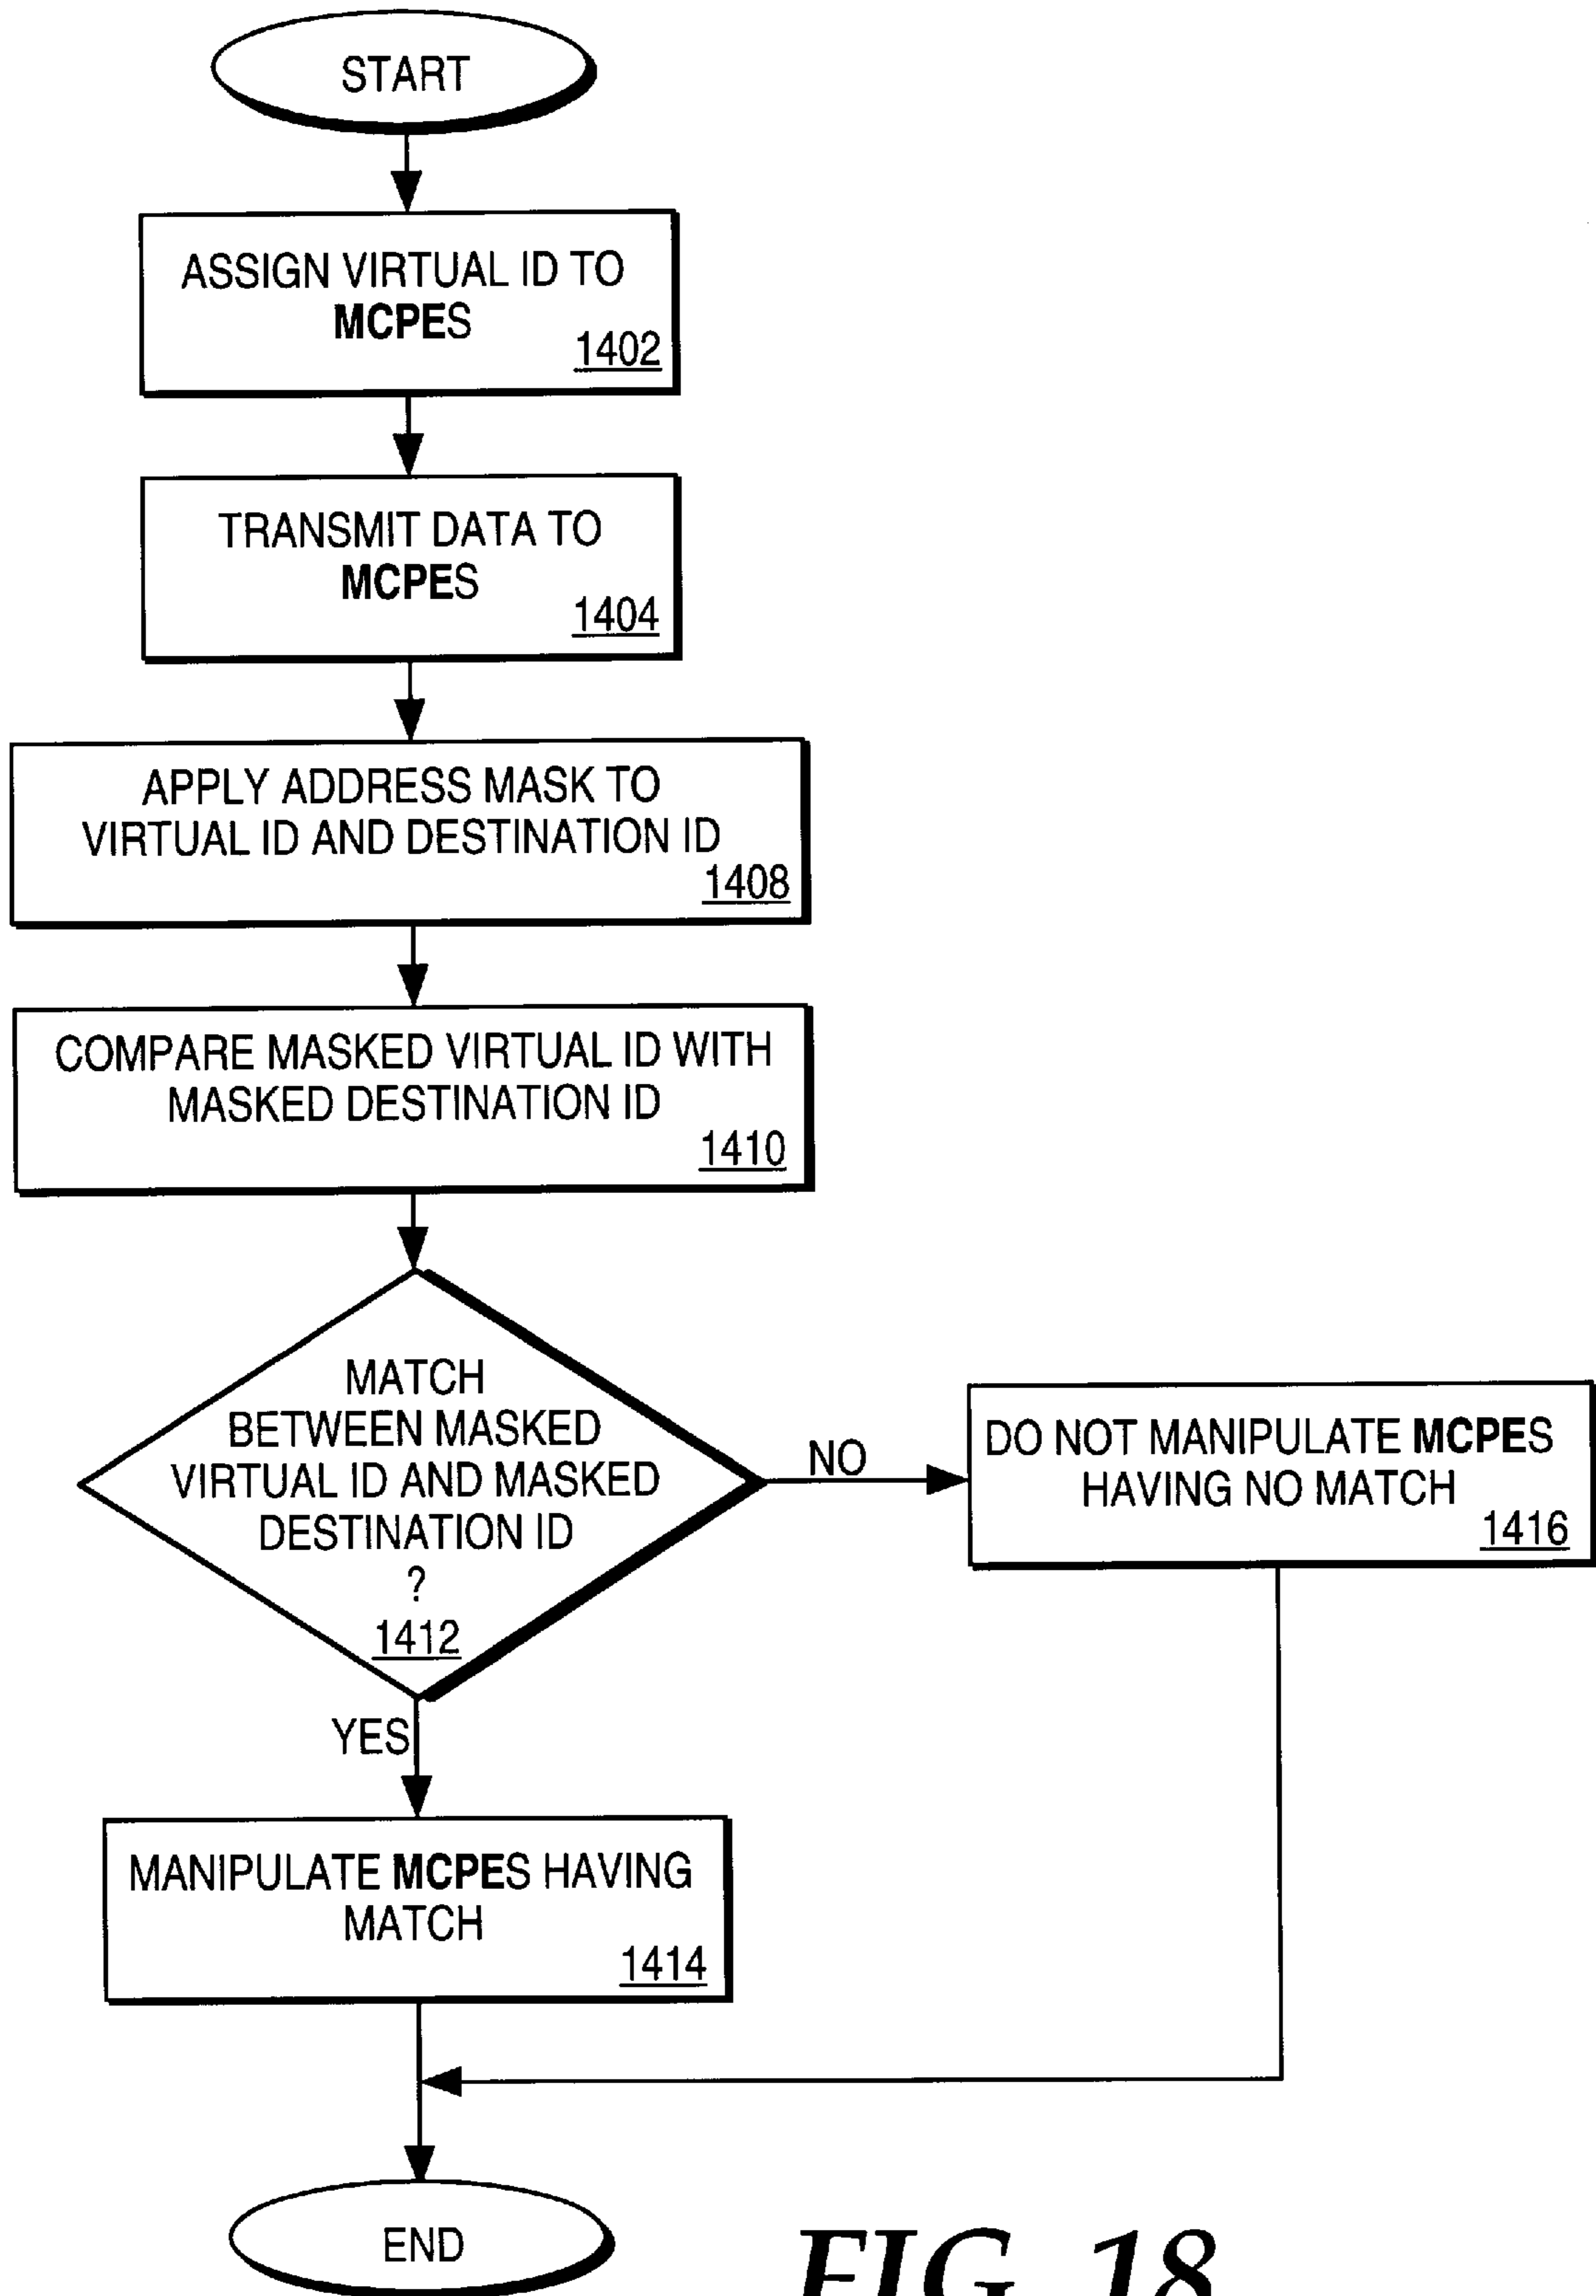 START
ASSIGN VIRTUAL ID TO
MCPES
1402
TRANSMIT DATA TO
MCPES
1404
APPLY ADDRESS MASK TO
VIRTUAL ID AND DESTINATION ID
1408
COMPARE MASKED VIRTUAL ID WITH
MASKED DESTINATION ID
1410
MATCH
BETWEEN MASKED
VIRTUAL ID AND MASKED
DESTINATION ID
?
1412
NO
DO NOT MANIPULATE MCPES
HAVING NO MATCH
1416
YES
MANIPULATE MCPES HAVING
MATCH
1414
END
FIG. 18